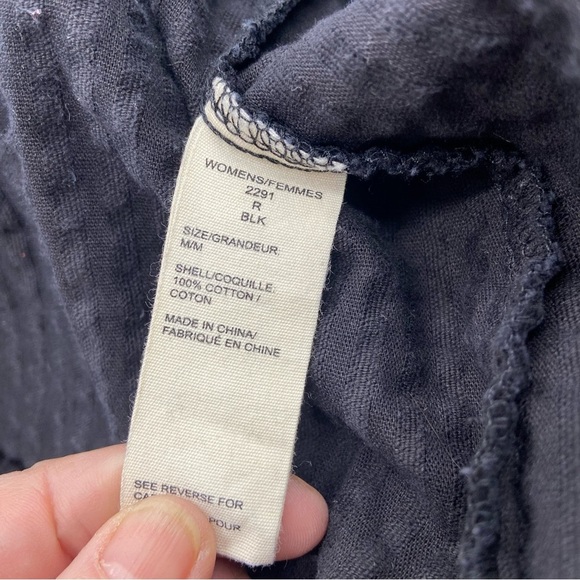 WOMENS/FEMMES
2291
R
BLK
SIZE/GRANDEUR
M/M
SHELL/COQUILLE
100% COTTON /
COTON
MADE IN CHINA/
FABRIQUÉ EN CHINE
SEE REVERSE FOR
POUR